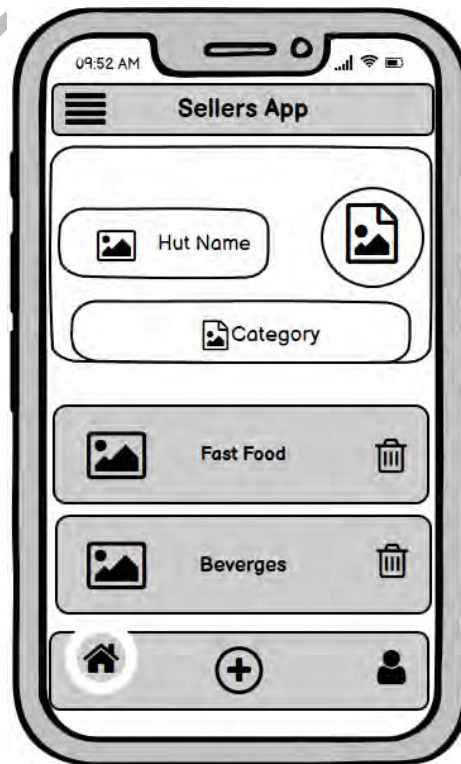 09:52 AM
Sellers App
Hut Name
Category
Fast Food
Beverges